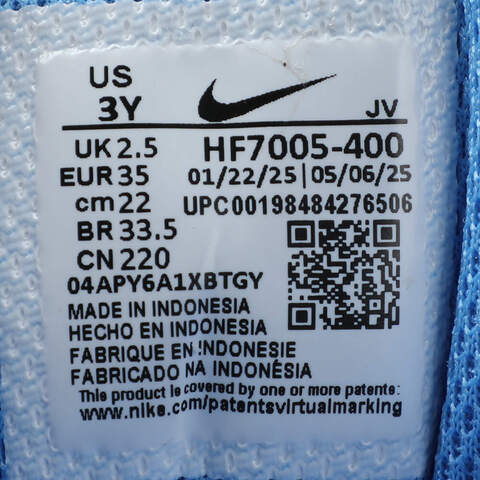 US
3Y
JV
UK 2.5
HF7005-400
EUR 35
01/22/25 | 05/06/25
cm 22
UPC00198484276506
BR 33.5
CN 220
04APY6A1XBTGY
MADE IN INDONESIA
HECHO EN INDONESIA
FABRIQUE EN INDONESIE
FABRICADO NA INDONÉSIA
This product is covered by one or more patents:
www.nike.com/patentsvirtualmarking